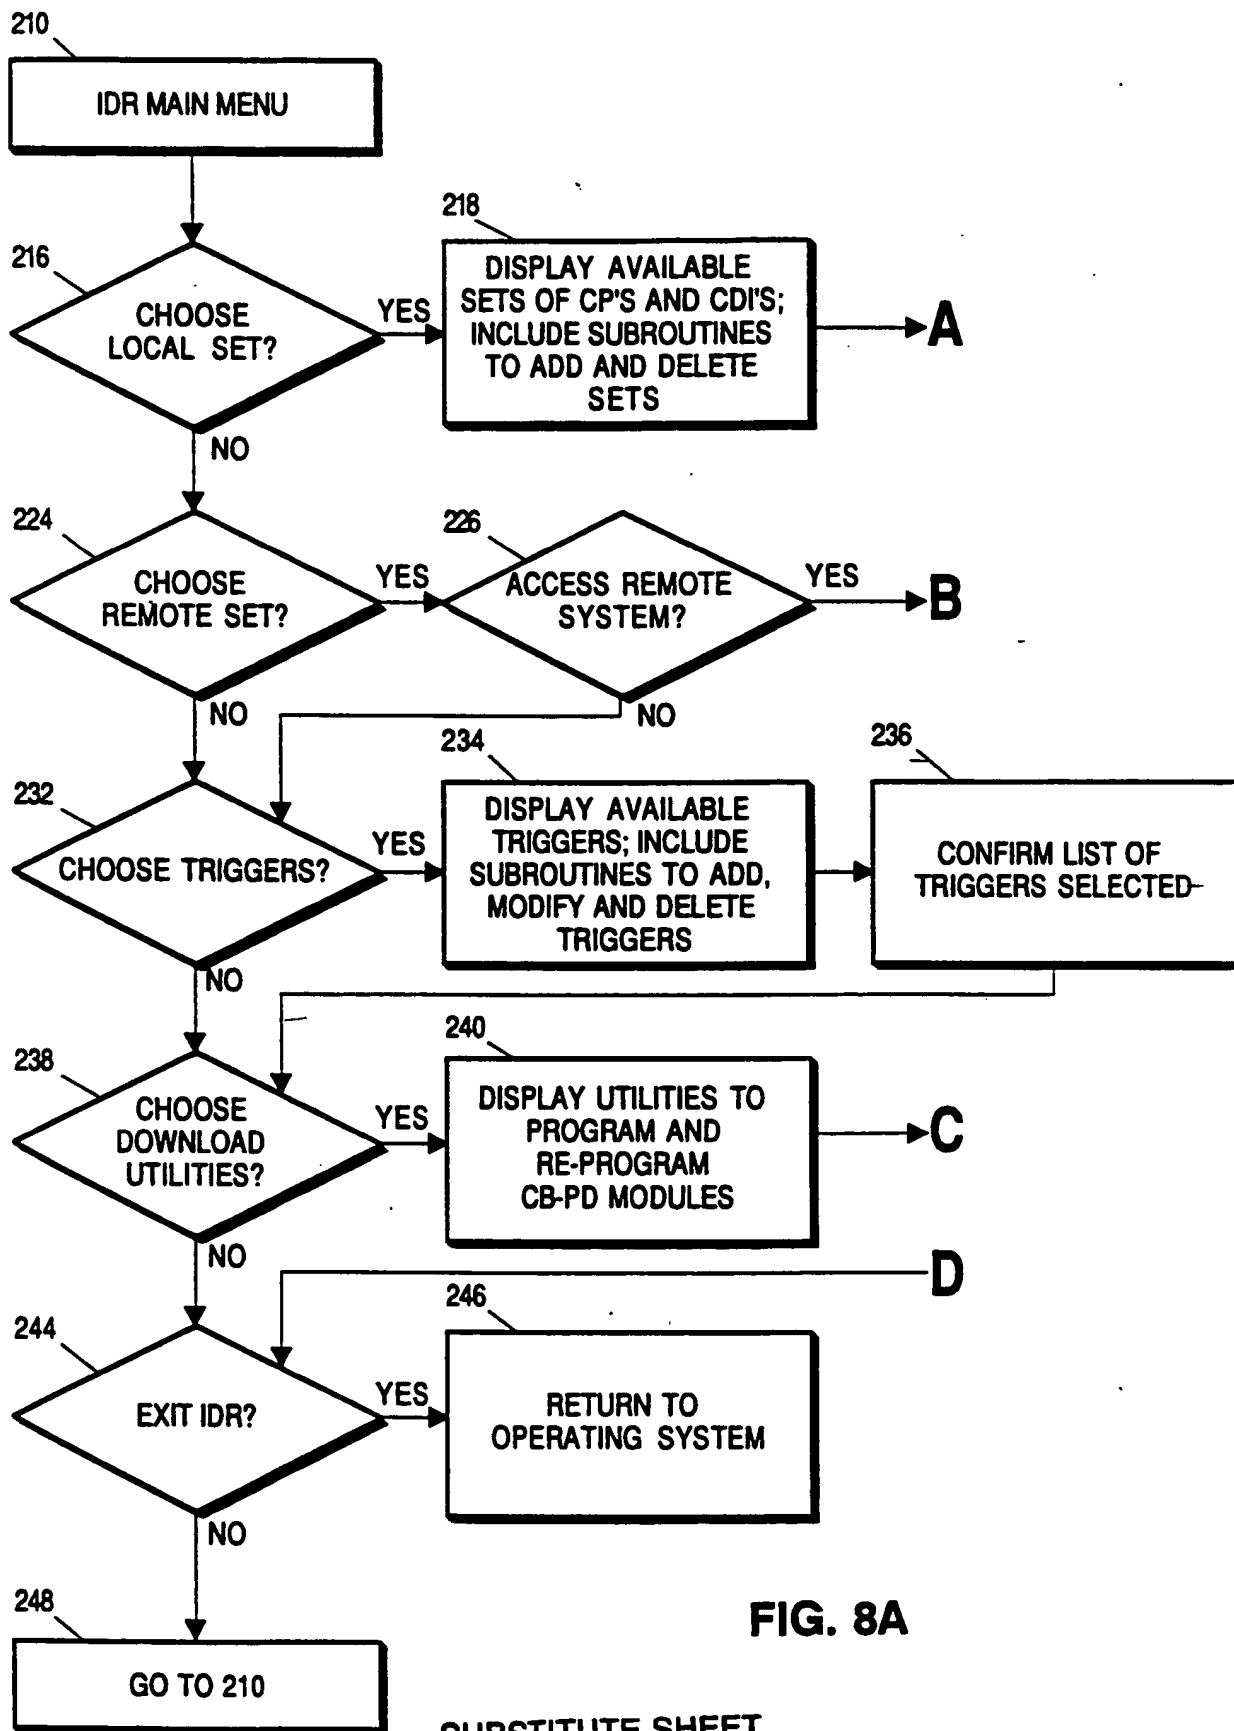 210
IDR MAIN MENU
216
CHOOSE
LOCAL SET?
YES
NO
218
DISPLAY AVAILABLE
SETS OF CP'S AND CDI'S;
INCLUDE SUBROUTINES
TO ADD AND DELETE
SETS
A
224
CHOOSE
REMOTE SET?
YES
NO
226
ACCESS REMOTE
SYSTEM?
YES
B
NO
232
CHOOSE TRIGGERS?
YES
NO
234
DISPLAY AVAILABLE
TRIGGERS; INCLUDE
SUBROUTINES TO ADD,
MODIFY AND DELETE
TRIGGERS
236
CONFIRM LIST OF
TRIGGERS SELECTED
238
CHOOSE
DOWNLOAD
UTILITIES?
YES
NO
240
DISPLAY UTILITIES TO
PROGRAM AND
RE-PROGRAM
CB-PD MODULES
C
D
244
EXIT IDR?
YES
NO
246
RETURN TO
OPERATING SYSTEM
248
GO TO 210
FIG. 8A
SUBSTITUTE SHEET